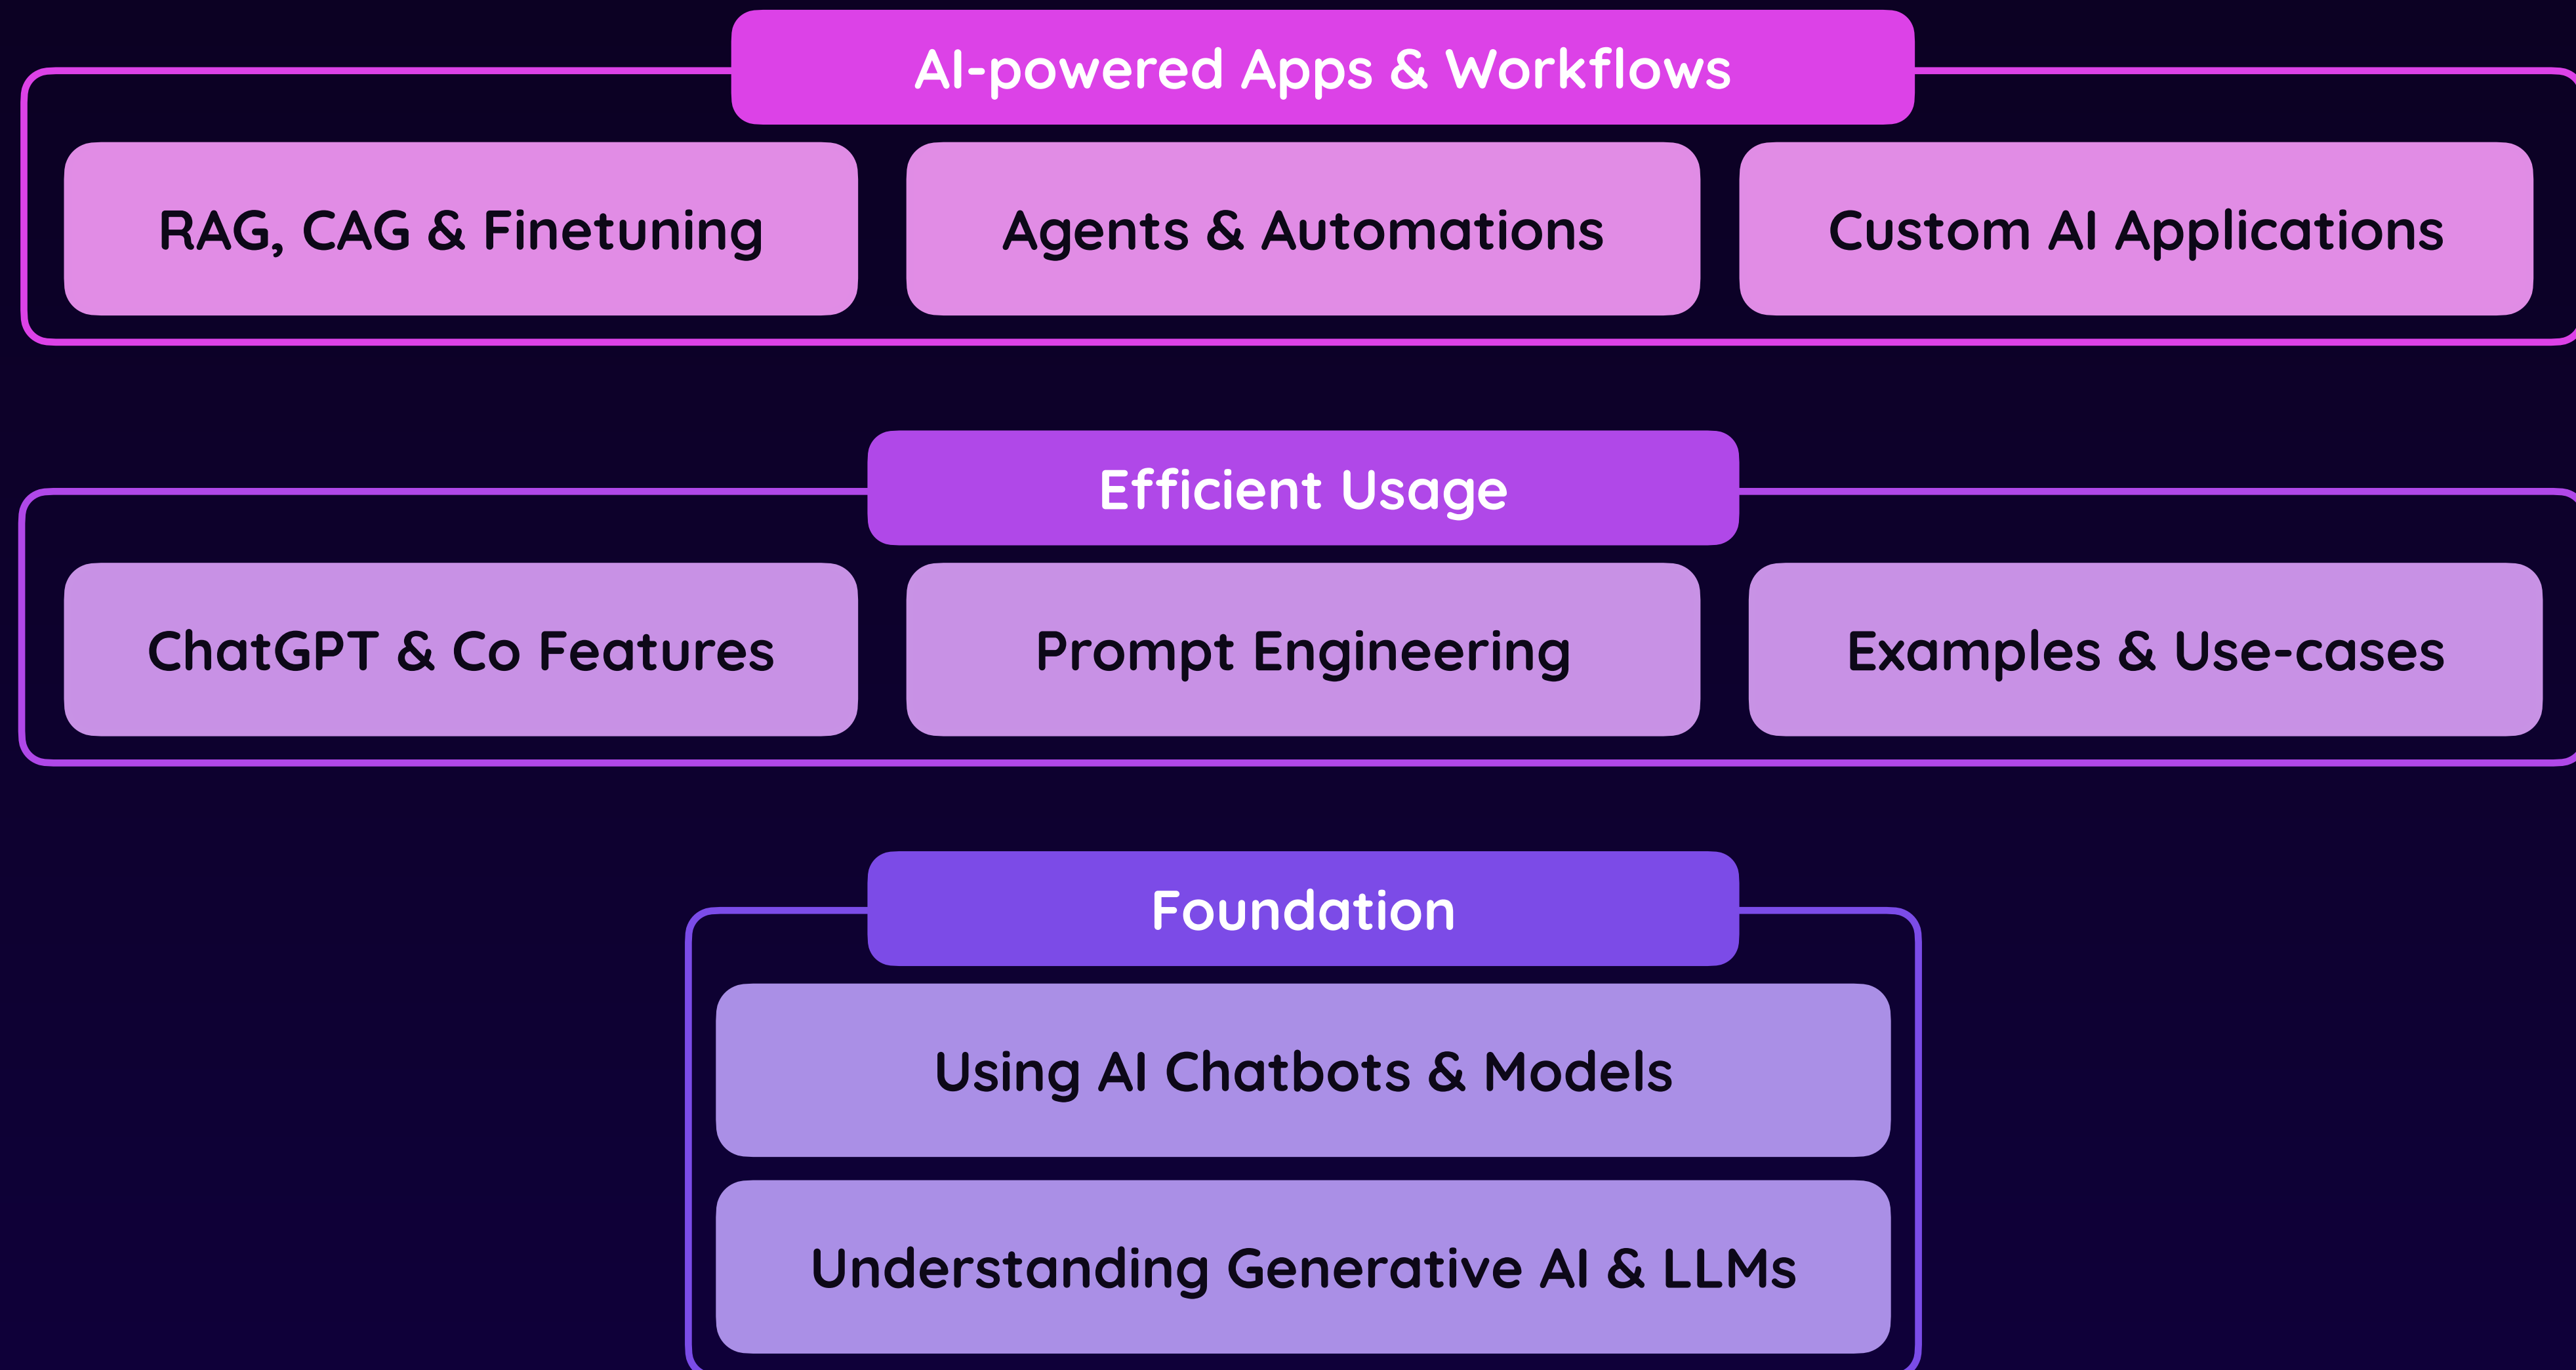 AI-powered Apps & Workflows
RAG, CAG & Finetuning
Agents & Automations
Custom AI Applications
Efficient Usage
ChatGPT & Co Features
Prompt Engineering
Examples & Use-cases
Foundation
Using AI Chatbots & Models
Understanding Generative AI & LLMs